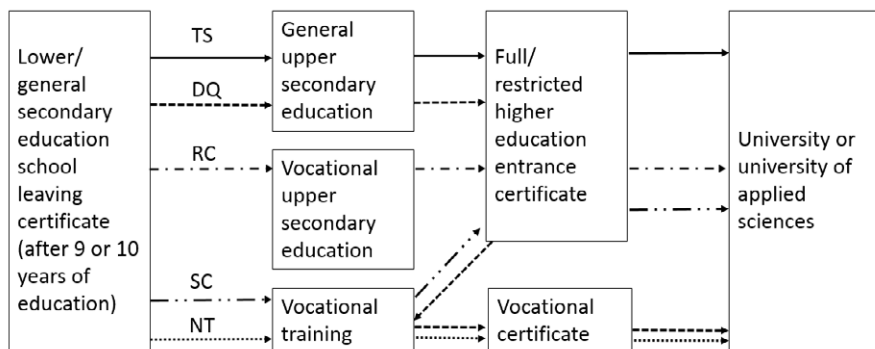 Lower/
general
secondary
education
school
leaving
certificate
(after 9 or 10
years of
education)
TS
DQ
RC
SC
NT
General
upper
secondary
education
Vocational
upper
secondary
education
Vocational
training
Full/
restricted
higher
education
entrance
certificate
Vocational
certificate
University or
university of
applied
sciences